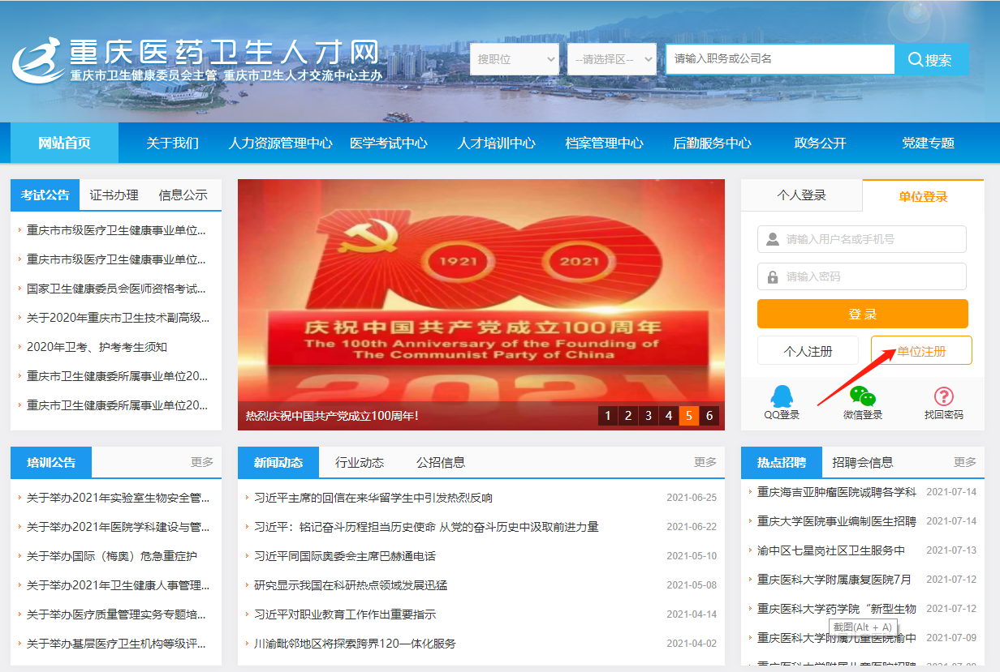 重庆医药卫生人才网
重庆市卫生健康委员会主管 重庆市卫生人才交流中心主办
搜职位
--请选择区--
请输入职务或公司名
搜索
网站首页 关于我们 人力资源管理中心 医学考试中心 人才培训中心 档案管理中心 后勤服务中心 政务公开 党建专题
考试公告 证书办理 信息公示
重庆市市级医疗卫生健康事业单位...
重庆市市级医疗卫生健康事业单位...
国家卫生健康委员会医师资格考试...
关于2020年重庆市卫生技术副高级...
2020年卫考、护考考生须知
重庆市卫生健康委所属事业单位20...
重庆市卫生健康委所属事业单位20...
1921 2021
庆祝中国共产党成立100周年
The 100th Anniversary of the Founding of
The Communist Party of China
2021
热烈庆祝中国共产党成立100周年!
1 2 3 4 5 6
个人登录 单位登录
请输入用户名或手机号
请输入密码
登 录
个人注册 单位注册
QQ登录 微信登录 找回密码
培训公告 更多
关于举办2021年实验室生物安全管...
关于举办2021年医院学科建设与管...
关于举办国际（梅奥）危急重症护
关于举办2021年卫生健康人事管理...
关于举办医疗质量管理实务专题培...
关于举办基层医疗卫生机构等级评...
新闻动态 行业动态 公招信息 更多
习近平主席的回信在来华留学生中引发热烈反响 2021-06-25
习近平：铭记奋斗历程担当历史使命 从党的奋斗历史中汲取前进力量 2021-06-22
习近平同国际奥委会主席巴赫通电话 2021-05-10
研究显示我国在科研热点领域发展迅猛 2021-05-08
习近平对职业教育工作作出重要指示 2021-04-14
川渝毗邻地区将探索跨界120一体化服务 2021-04-02
热点招聘 招聘会信息 更多
重庆海吉亚肿瘤医院诚聘各学科 2021-07-14
重庆大学医院事业编制医生招聘 2021-07-14
渝中区七星岗社区卫生服务中 2021-07-13
重庆医科大学附属康复医院7月 2021-07-12
重庆医科大学药学院“新型生物 2021-07-12
截图(Alt + A)
重庆医科大学附属儿童医院渝中 2021-07-09